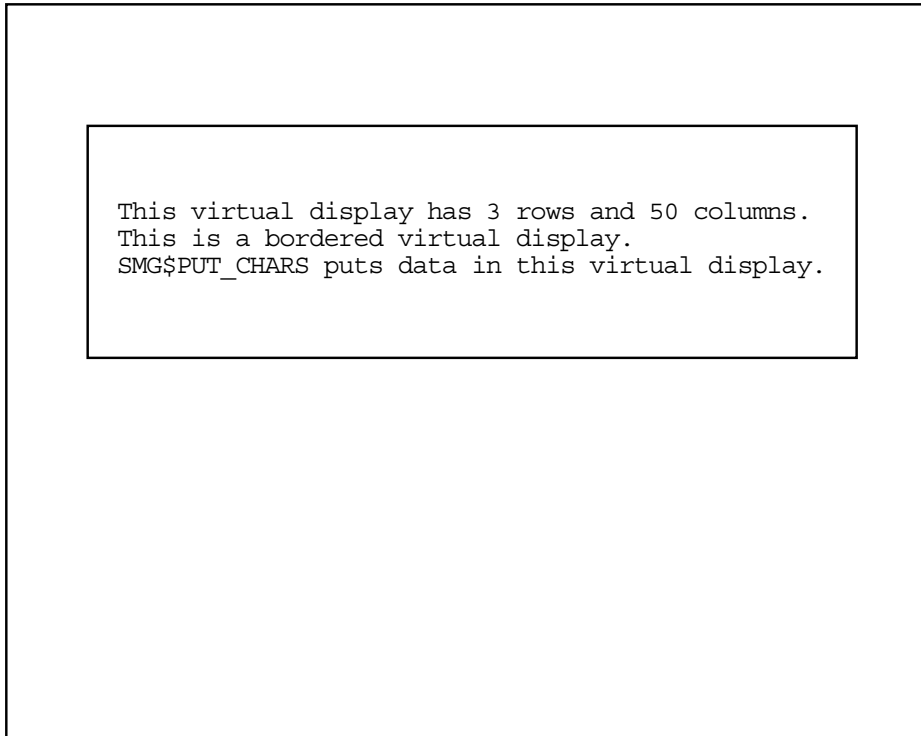 This virtual display has 3 rows and 50 columns.
This is a bordered virtual display.
SMG$PUT_CHARS puts data in this virtual display.